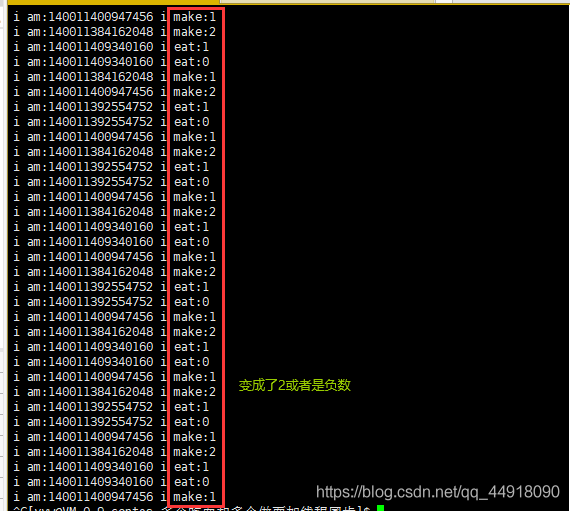 i am:140011400947456 i make:1
i am:140011384162048 i make:2
i am:140011409340160 i eat:1
i am:140011409340160 i eat:0
i am:140011384162048 i make:1
i am:140011400947456 i make:2
i am:140011392554752 i eat:1
i am:140011392554752 i eat:0
i am:140011400947456 i make:1
i am:140011384162048 i make:2
i am:140011392554752 i eat:1
i am:140011392554752 i eat:0
i am:140011400947456 i make:1
i am:140011384162048 i make:2
i am:140011409340160 i eat:1
i am:140011409340160 i eat:0
i am:140011400947456 i make:1
i am:140011384162048 i make:2
i am:140011392554752 i eat:1
i am:140011392554752 i eat:0
i am:140011400947456 i make:1
i am:140011384162048 i make:2
i am:140011409340160 i eat:1
i am:140011409340160 i eat:0
i am:140011400947456 i make:1
变成了2或者是负数
i am:140011384162048 i make:2
i am:140011392554752 i eat:1
i am:140011392554752 i eat:0
i am:140011384162048 i make:1
i am:140011400947456 i make:2
i am:140011409340160 i eat:1
i am:140011409340160 i eat:0
i am:140011400947456 i make:1
https://blog.csdn.net/qq_44918090